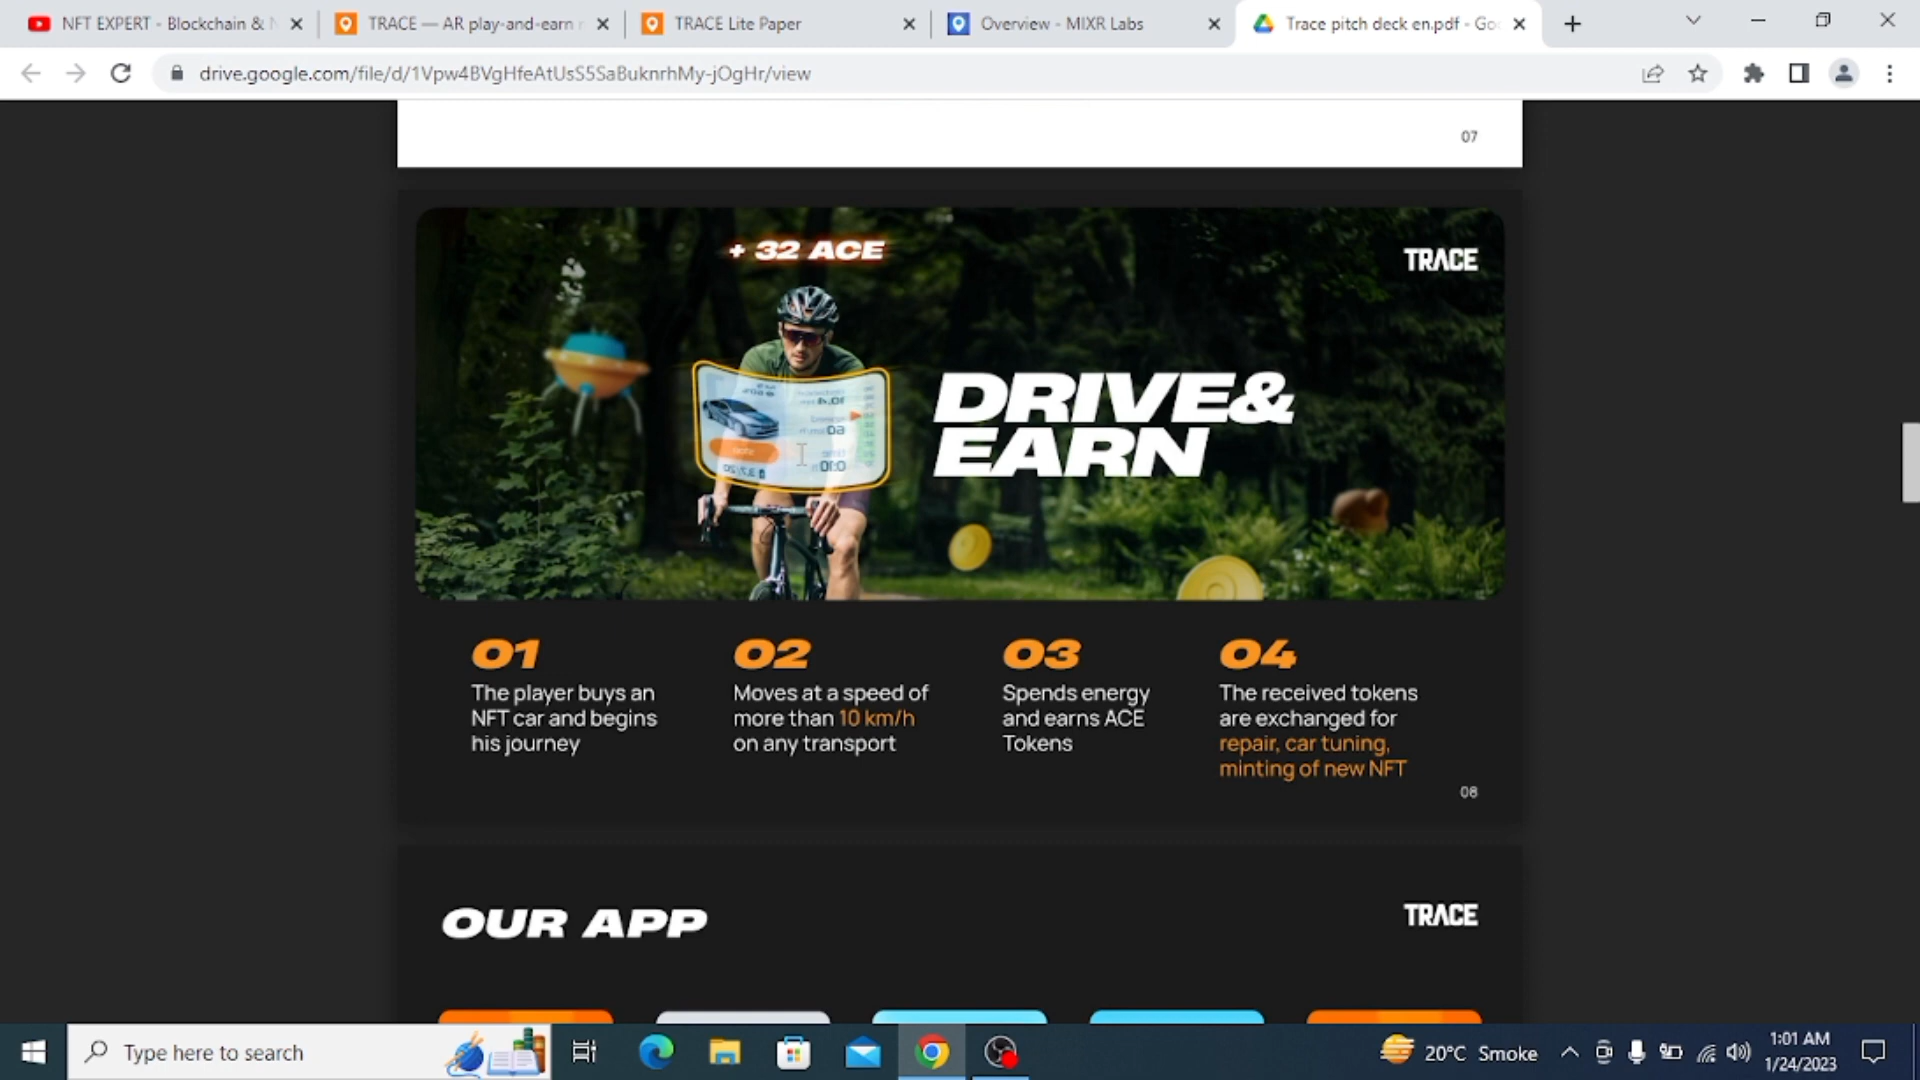 NFT EXPERT - Blockchain &
TRACE — AR play-and-earn
TRACE Lite Paper
Overview - MIXR Labs
Trace pitch deck en.pdf - Go
drive.google.com/file/d/1Vpw4BVgHfeAtUsS5SaBuknrhMy-jOgHr/view
07
+ 32 ACE
TRACE
DRIVE&
EARN
01
The player buys an
NFT car and begins
his journey
02
Moves at a speed of
more than 10 km/h
on any transport
03
Spends energy
and earns ACE
Tokens
04
The received tokens
are exchanged for
repair, car tuning,
minting of new NFT
08
OUR APP
TRACE
Type here to search
20°C Smoke
1:01 AM
1/24/2023